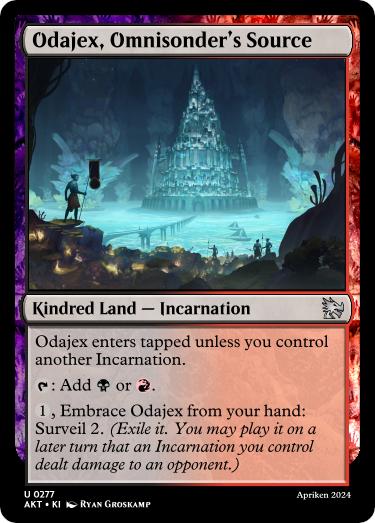 Odajex, Omnisonder's Source
Kindred Land — Incarnation
Odajex enters tapped unless you control
another Incarnation.
: Add or .
1 , Embrace Odajex from your hand:
Surveil 2. (Exile it. You may play it on a
later turn that an Incarnation you control
dealt damage to an opponent.)
U 0277
AKT • KI Ryan Groskamp
Apriken 2024